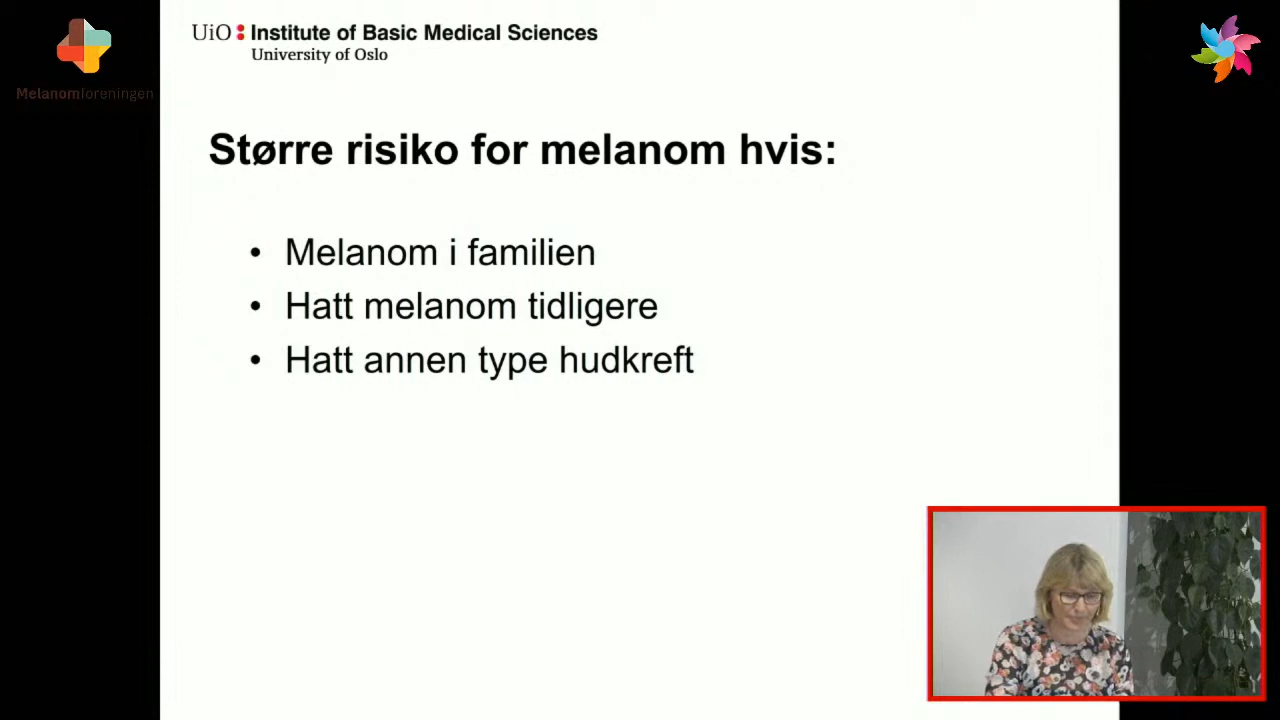 UiO: Institute of Basic Medical Sciences
University of Oslo
Melanomforeningen
Større risiko for melanom hvis:
• Melanom i familien
• Hatt melanom tidligere
• Hatt annen type hudkreft